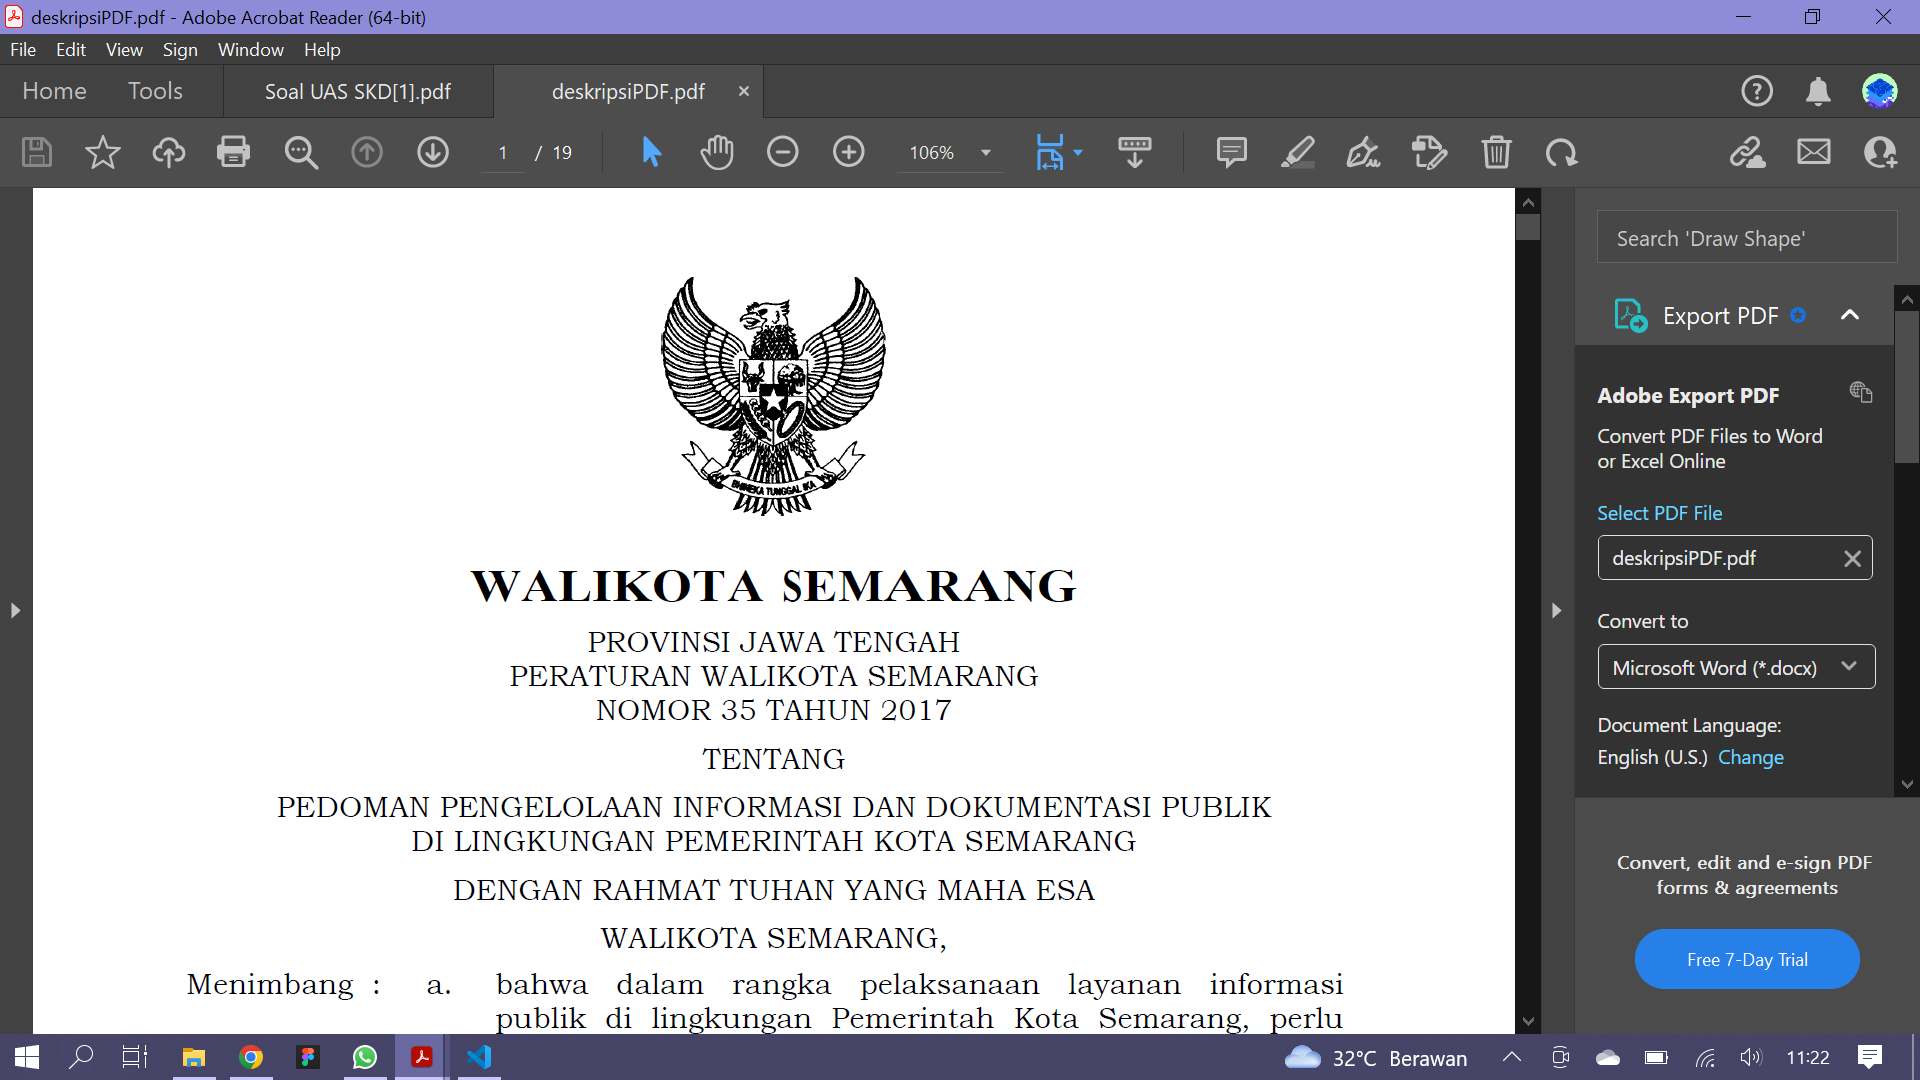 deskripsiPDF.pdf - Adobe Acrobat Reader (64-bit)
File Edit View Sign Window Help
Home Tools Soal UAS SKD[1].pdf deskripsiPDF.pdf
1 / 19 106%
Search 'Draw Shape'
Export PDF
Adobe Export PDF
Convert PDF Files to Word
or Excel Online
Select PDF File
deskripsiPDF.pdf
Convert to
Microsoft Word (*.docx)
Document Language:
English (U.S.) Change
Convert, edit and e-sign PDF
forms & agreements
Free 7-Day Trial
BHINEKA TUNGGAL IKA
WALIKOTA SEMARANG
PROVINSI JAWA TENGAH
PERATURAN WALIKOTA SEMARANG
NOMOR 35 TAHUN 2017
TENTANG
PEDOMAN PENGELOLAAN INFORMASI DAN DOKUMENTASI PUBLIK
DI LINGKUNGAN PEMERINTAH KOTA SEMARANG
DENGAN RAHMAT TUHAN YANG MAHA ESA
WALIKOTA SEMARANG,
Menimbang : a. bahwa dalam rangka pelaksanaan layanan informasi
publik di lingkungan Pemerintah Kota Semarang, perlu
32°C Berawan 11:22